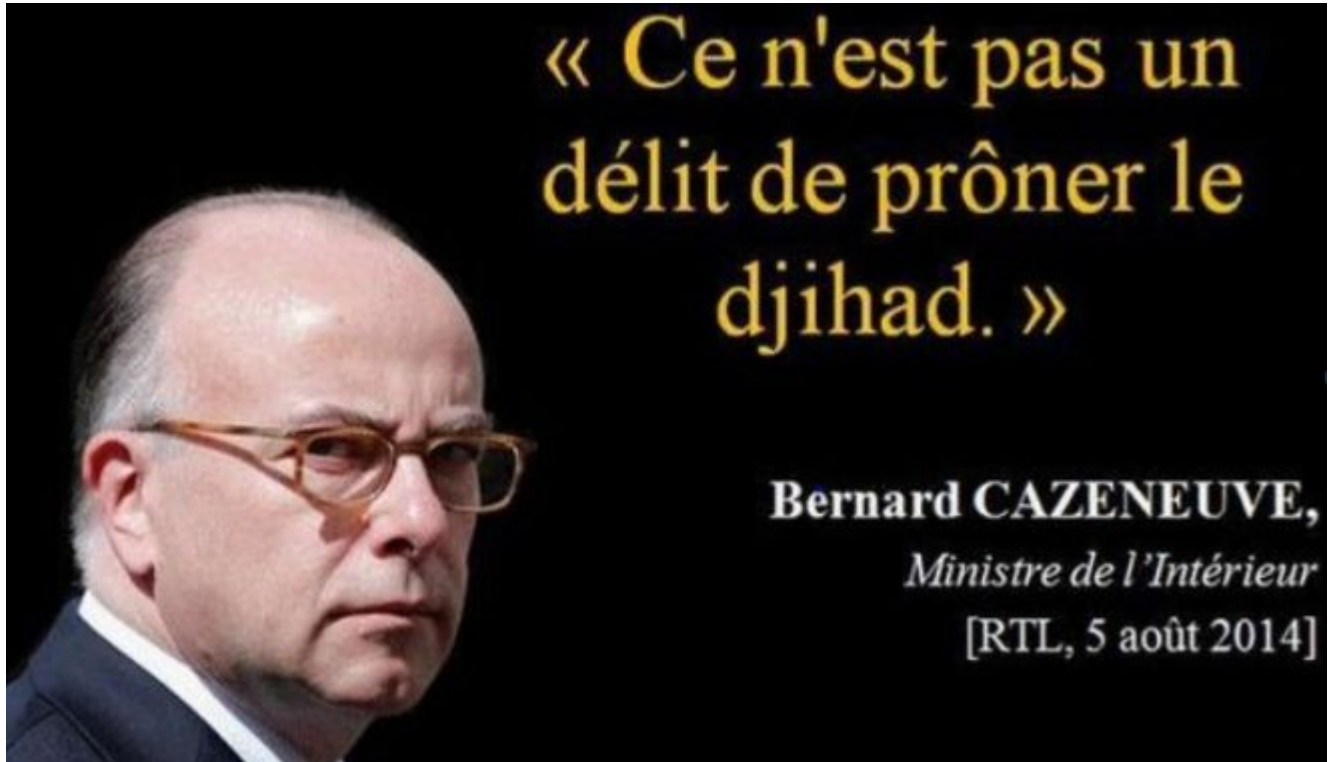 « Ce n'est pas un
délit de prôner le
djihad. »
Bernard CAZENEUVE,
Ministre de l'Intérieur
[RTL, 5 août 2014]